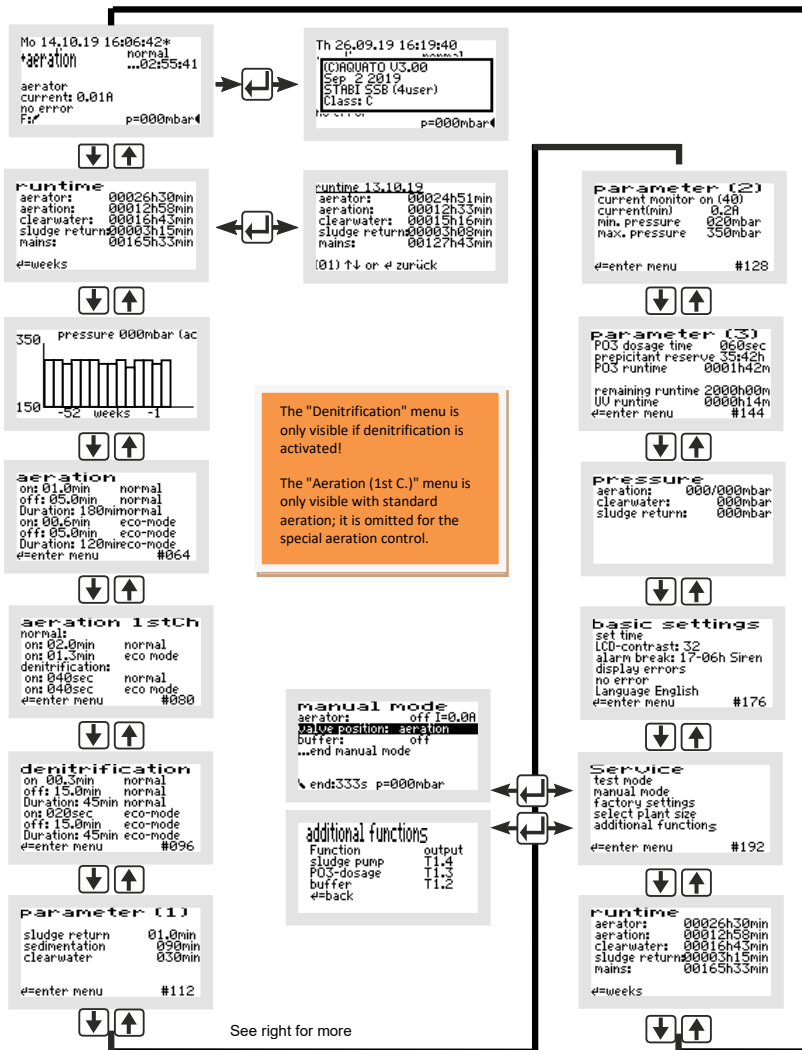 Mo 14.10.19 16:06:42*
*aeration normal
...02:55:41
aerator
current: 0.01A
no error
F: p=000mbar
Th 26.09.19 16:19:40
(C)AQUATO V3.00
Sep 2 2019
STABI SSB (4user)
Class: C
no error
p=000mbar
runtime
aerator: 00026h30min
aeration: 00012h58min
clearwater: 00016h43min
sludge return:00003h15min
mains: 00165h33min
↵=weeks
runtime 13.10.19
aerator: 00024h51min
aeration: 00012h33min
clearwater: 00015h16min
sludge return:00003h08min
mains: 00127h43min
(01) ↑↓ or ↵ zurück
350 pressure 000mbar (ac
150
-52 weeks -1
The "Denitrification" menu is
only visible if denitrification is
activated!
The "Aeration (1st C.)" menu is
only visible with standard
aeration; it is omitted for the
special aeration control.
aeration
on: 01.0min normal
off: 05.0min normal
Duration: 180minnormal
on: 00.6min eco-mode
off: 05.0min eco-mode
Duration: 120mineco-mode
↵=enter menu #064
aeration 1stCh
normal:
on: 02.0min normal
on: 01.3min eco mode
denitrification:
on: 040sec normal
on: 040sec eco mode
↵=enter menu #080
denitrification
on 00.3min normal
off: 15.0min normal
Duration: 45min normal
on: 020sec eco-mode
off: 15.0min eco-mode
Duration: 45min eco-mode
↵=enter menu #096
parameter (1)
sludge return 01.0min
sedimentation 090min
clearwater 030min
↵=enter menu #112
See right for more
manual mode
aerator: off I=0.0A
valve position: aeration
buffer: off
...end manual mode
end:333s p=000mbar
additional functions
Function output
sludge pump T1.4
PO3-dosage T1.3
buffer T1.2
↵=back
parameter (2)
current monitor on (40)
current(min) 0.2A
min. pressure 020mbar
max. pressure 350mbar
↵=enter menu #128
parameter (3)
PO3 dosage time 060sec
prepicitant reserve 35:42h
PO3 runtime 0001h42m
remaining runtime 2000h00m
UV runtime 0000h14m
↵=enter menu #144
pressure
aeration: 000/000mbar
clearwater: 000mbar
sludge return: 000mbar
basic settings
set time
LCD-contrast: 32
alarm break: 17-06h Siren
display errors
no error
Language English
↵=enter menu #176
Service
test mode
manual mode
factory settings
select plant size
additional functions
↵=enter menu #192
runtime
aerator: 00026h30min
aeration: 00012h58min
clearwater: 00016h43min
sludge return:00003h15min
mains: 00165h33min
↵=weeks